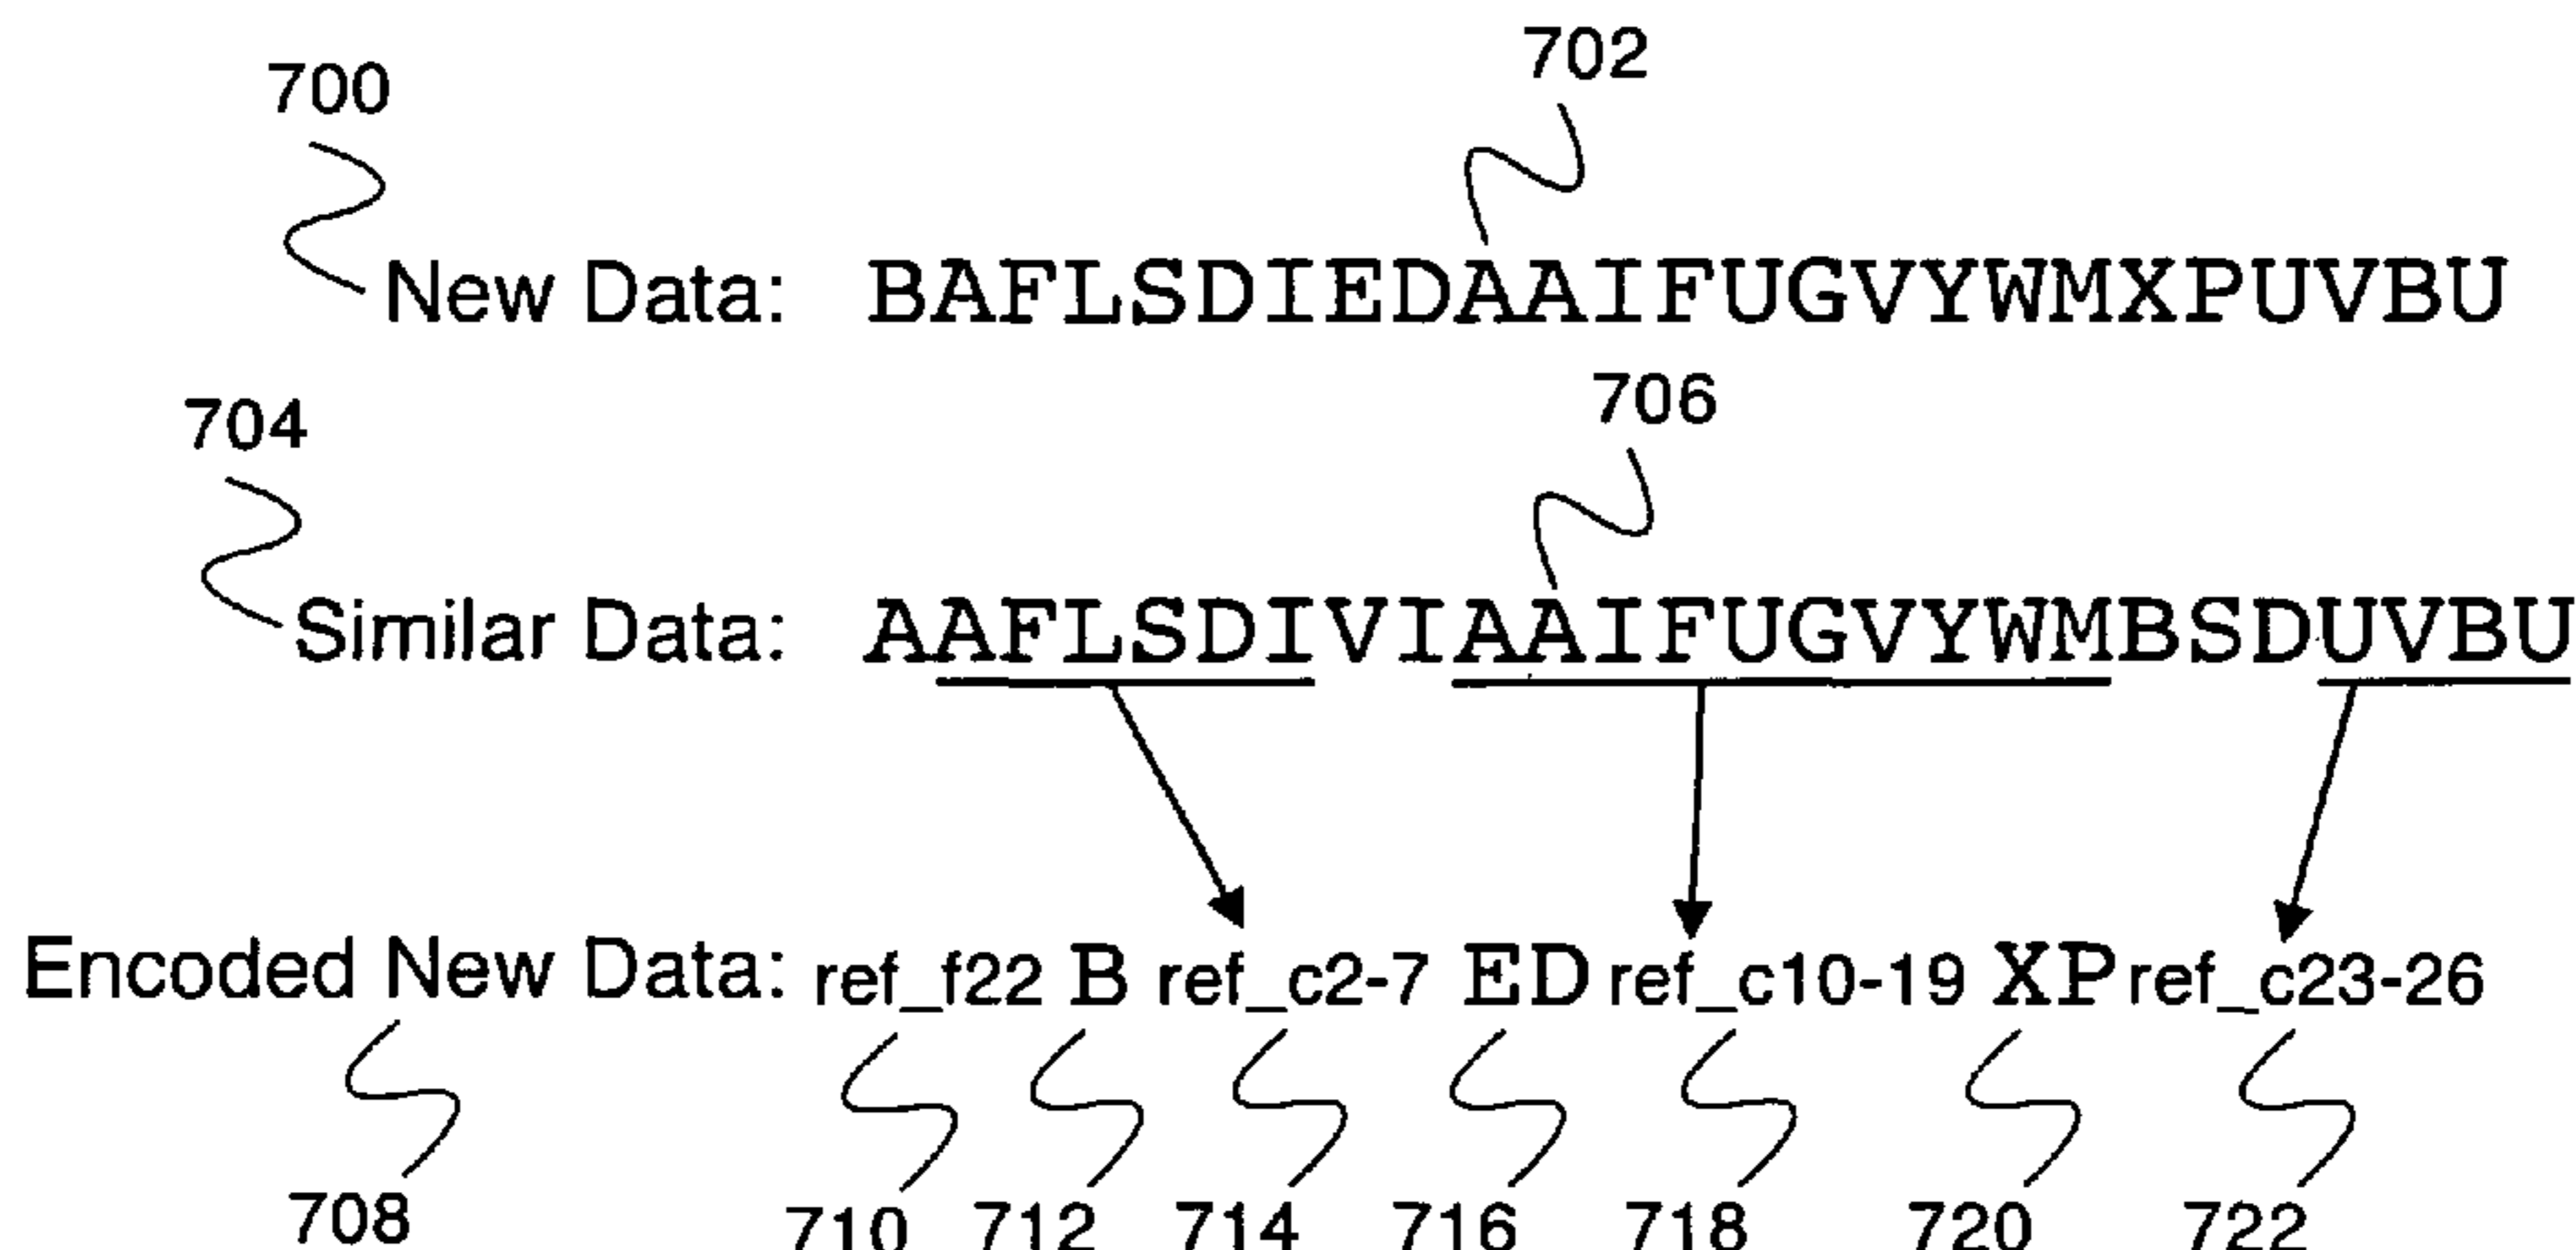 702
700
New Data: BAFLSDIEDAAIFUGVYWMXPUVBU
706
704
Similar Data: AAFLSDIVIAAIFUGVYWMBSDUVBU
Encoded New Data: ref_f22 B ref_c2-7 ED ref_c10-19 XP ref_c23-26
708 710 712 714 716 718 720 722